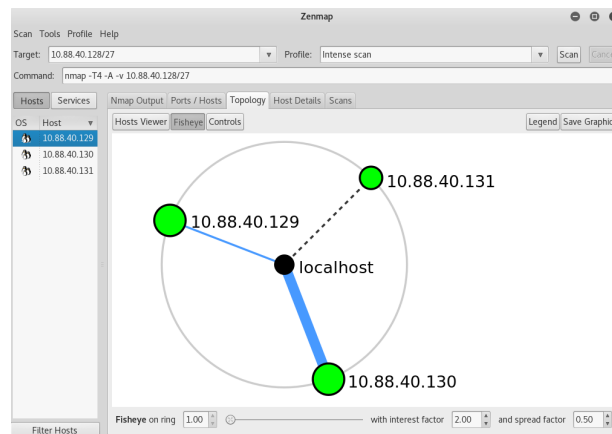 Zenmap
Scan Tools Profile Help
Target: 10.88.40.128/27 Profile: Intense scan Scan
Command: nmap -T4 -A -v 10.88.40.128/27
Hosts Services Nmap Output Ports / Hosts Topology Host Details Scans
OS Host Hosts Viewer Fisheye Controls Legend Save Graphic
10.88.40.129
10.88.40.130
10.88.40.131
10.88.40.131
10.88.40.129
localhost
10.88.40.130
Fisheye on ring 1.00 with interest factor 2.00 and spread factor 0.50
Filter Hosts